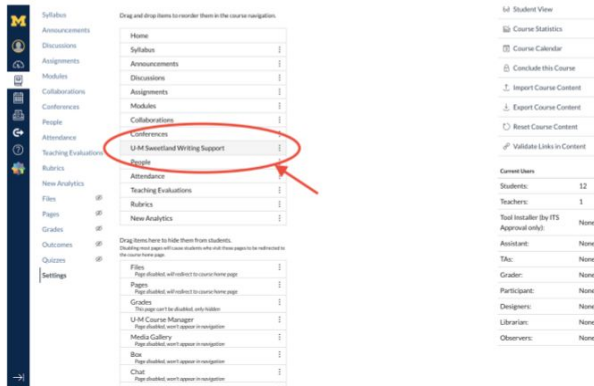 M
Syllabus
Announcements
Discussions
Assignments
Modules
Collaborations
Conferences
People
Attendance
Teaching Evaluations
Rubrics
New Analytics
Files
Pages
Grades
Outcomes
Quizzes
Settings
Drag and drop items to reorder them in the course navigation.
Home
Syllabus
Announcements
Discussions
Assignments
Modules
Collaborations
Conferences
U-M Sweetland Writing Support
People
Attendance
Teaching Evaluations
Rubrics
New Analytics
Drag items here to hide them from students.
Disabling most pages will cause students who visit those pages to be redirected to
the course home page.
Files
Page disabled, will redirect to course home page
Pages
Page disabled, will redirect to course home page
Grades
This page can't be disabled, only hidden
U-M Course Manager
Page disabled, won't appear in navigation
Media Gallery
Page disabled, won't appear in navigation
Box
Page disabled, won't appear in navigation
Chat
Page disabled, won't appear in navigation
Student View
Course Statistics
Course Calendar
Conclude this Course
Import Course Content
Export Course Content
Reset Course Content
Validate Links in Content
Current Users
Students: 12
Teachers: 1
Tool Installer (by ITS
Approval only): None
Assistant: None
TAs: None
Grader: None
Participant: None
Designers: None
Librarian: None
Observers: None